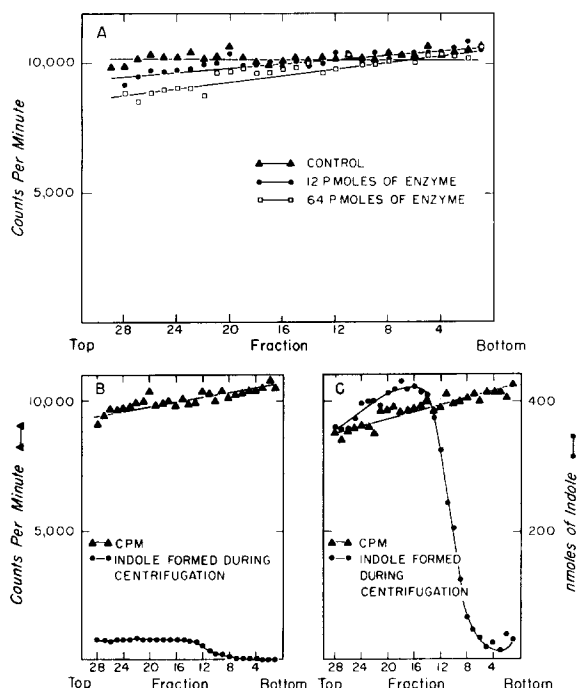 A
Counts Per Minute
10,000
5,000
CONTROL
12 P MOLES OF ENZYME
64 P MOLES OF ENZYME
28 24 20 16 12 8 4
Top Fraction Bottom
B
10,000
5,000
Counts Per Minute
CPM
INDOLE FORMED DURING
CENTRIFUGATION
28 20 16 12 8 4
Top Bottom
C
400
200
nmoles of Indole
CPM
INDOLE FORMED
DURING
CENTRIFUGATION
28 20 16 12 8 4
Top Fraction Bottom